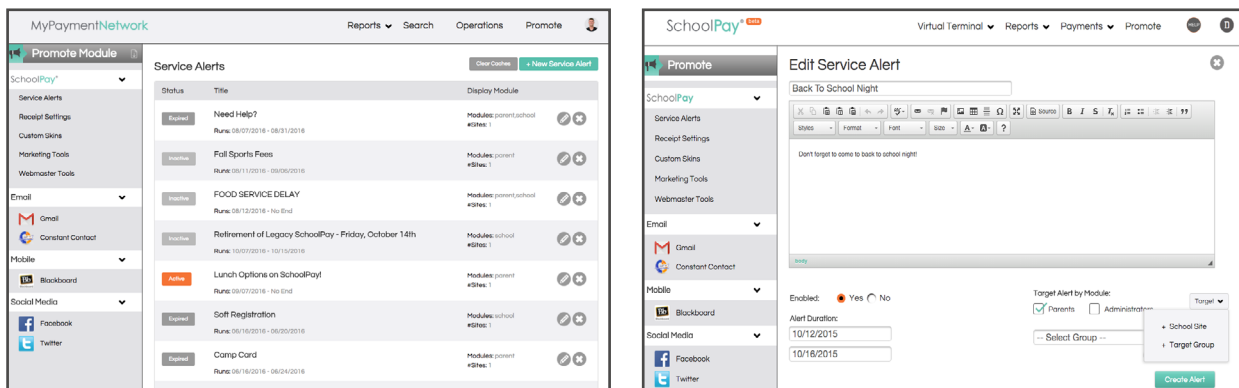 MyPaymentNetwork
Reports Search Operations Promote
Promote Module
SchoolPay®
Service Alerts
Receipt Settings
Custom Skins
Marketing Tools
Webmaster Tools
Email
Gmail
Constant Contact
Mobile
Bb Blackboard
Social Media
Facebook
Twitter
Service Alerts
Clear Caches + New Service Alert
Status Title Display Module
Expired Need Help? Modules: parent,school
Runs: 08/07/2016 - 08/31/2016 #Sites: 1
Inactive Fall Sports Fees Modules: parent
Runs: 08/11/2016 - 09/06/2016 #Sites: 1
Inactive FOOD SERVICE DELAY Modules: parent,school
Runs: 08/12/2016 - No End #Sites: 1
Inactive Retirement of Legacy SchoolPay - Friday, October 14th Modules: school
Runs: 10/07/2016 - 10/15/2016 #Sites: 1
Active Lunch Options on SchoolPay! Modules: parent
Runs: 09/07/2016 - No End #Sites: 1
Expired Soft Registration Modules: school
Runs: 06/16/2016 - 06/20/2016 #Sites: 1
Expired Camp Card Modules: parent
Runs: 06/16/2016 - 06/24/2016 #Sites: 1
SchoolPay® beta
Virtual Terminal Reports Payments Promote HELP D
Promote
SchoolPay
Service Alerts
Receipt Settings
Custom Skins
Marketing Tools
Webmaster Tools
Email
Gmail
Constant Contact
Mobile
Bb Blackboard
Social Media
Facebook
Twitter
Edit Service Alert
Back To School Night
Source B I S Tx
Styles Format Font Size A A ?
Don't forget to come to back to school night!
body
Enabled: Yes No
Alert Duration:
10/12/2015
10/16/2015
Target Alert by Module:
Parents Administrators
Target
-- Select Group --
+ School Site
+ Target Group
Create Alert